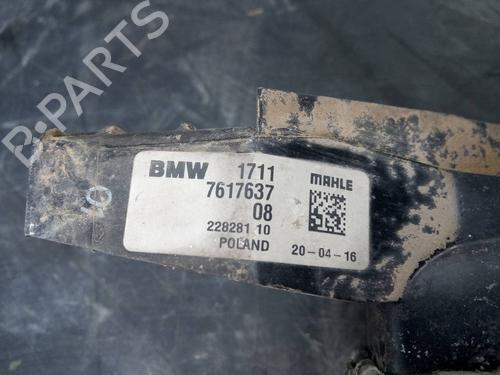 B-PARTS
BMW 1711
7617637
08
MAHLE
228281 10
POLAND
20-04-16